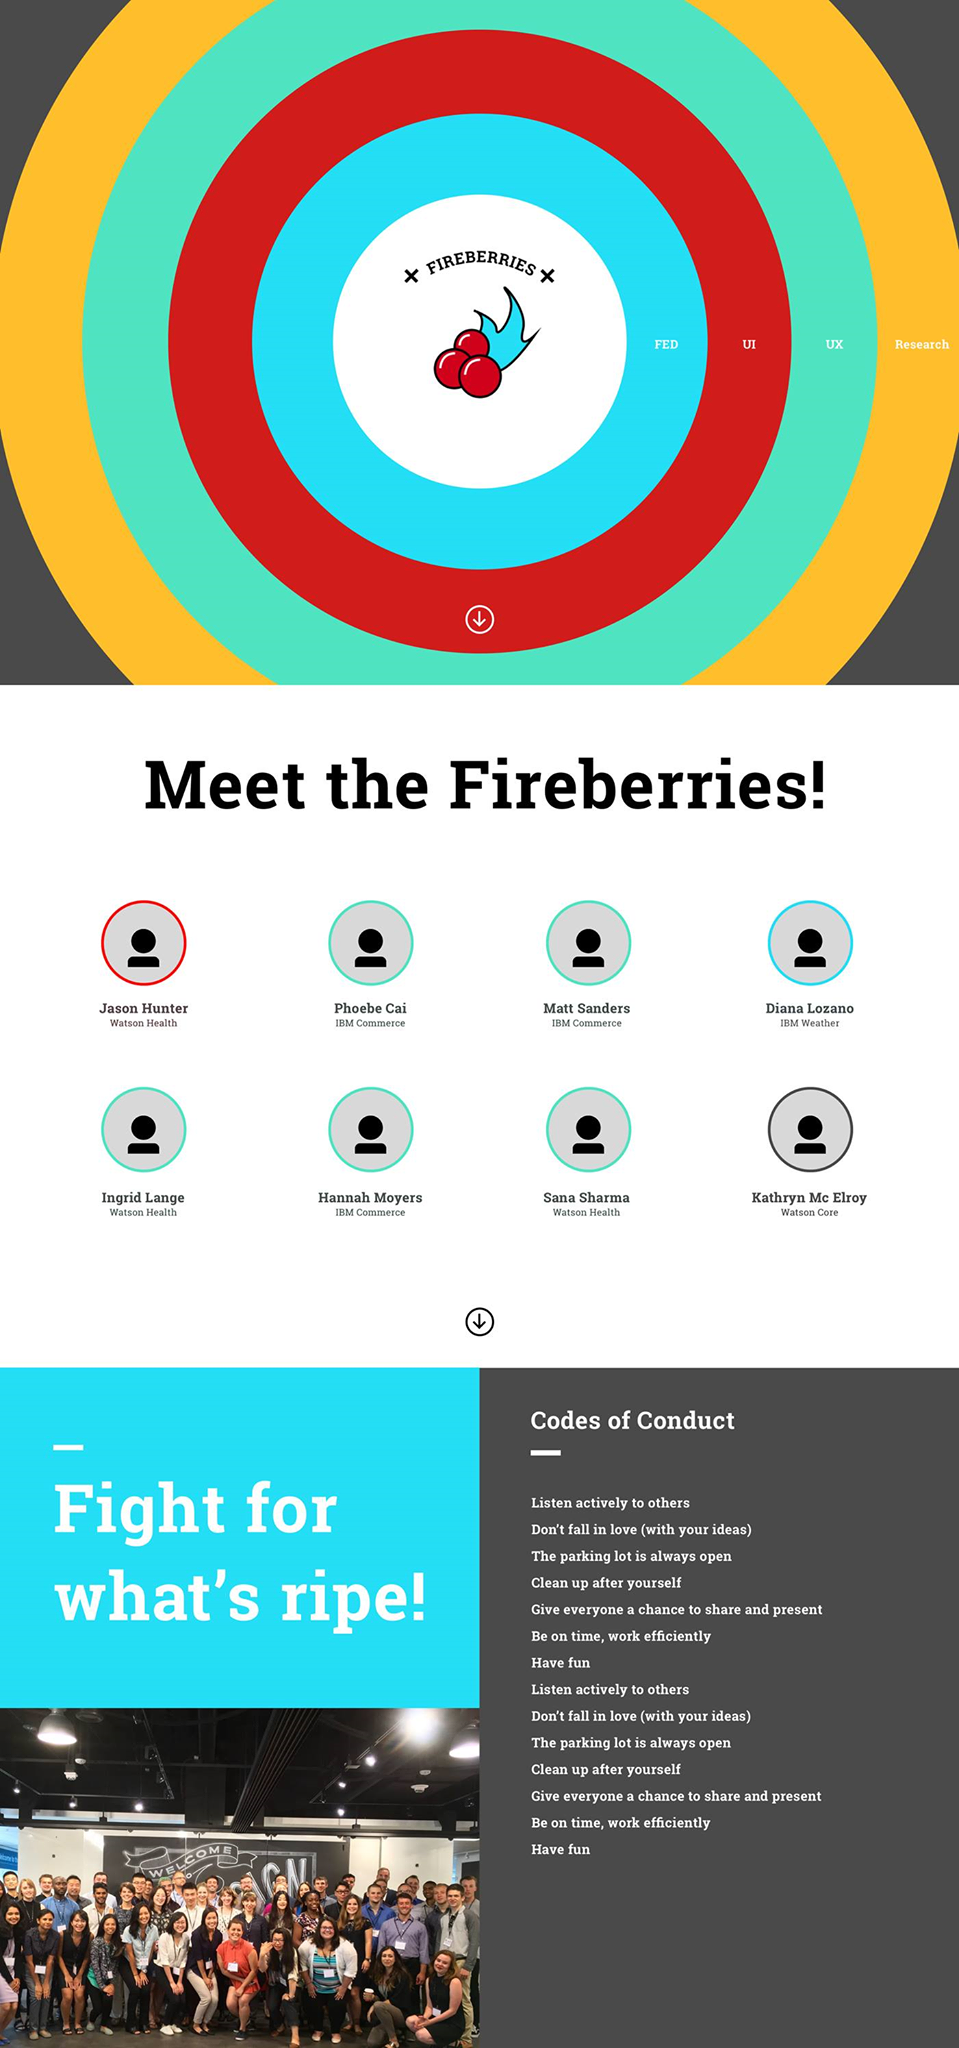 FIREBERRIES
FED
UI
UX
Research
Meet the Fireberries!
Jason Hunter
Watson Health
Phoebe Cai
IBM Commerce
Matt Sanders
IBM Commerce
Diana Lozano
IBM Weather
Ingrid Lange
Watson Health
Hannah Moyers
IBM Commerce
Sana Sharma
Watson Health
Kathryn Mc Elroy
Watson Core
Fight for
what's ripe!
Codes of Conduct
Listen actively to others
Don't fall in love (with your ideas)
The parking lot is always open
Clean up after yourself
Give everyone a chance to share and present
Be on time, work efficiently
Have fun
Listen actively to others
Don't fall in love (with your ideas)
The parking lot is always open
Clean up after yourself
Give everyone a chance to share and present
Be on time, work efficiently
Have fun
WELCOME